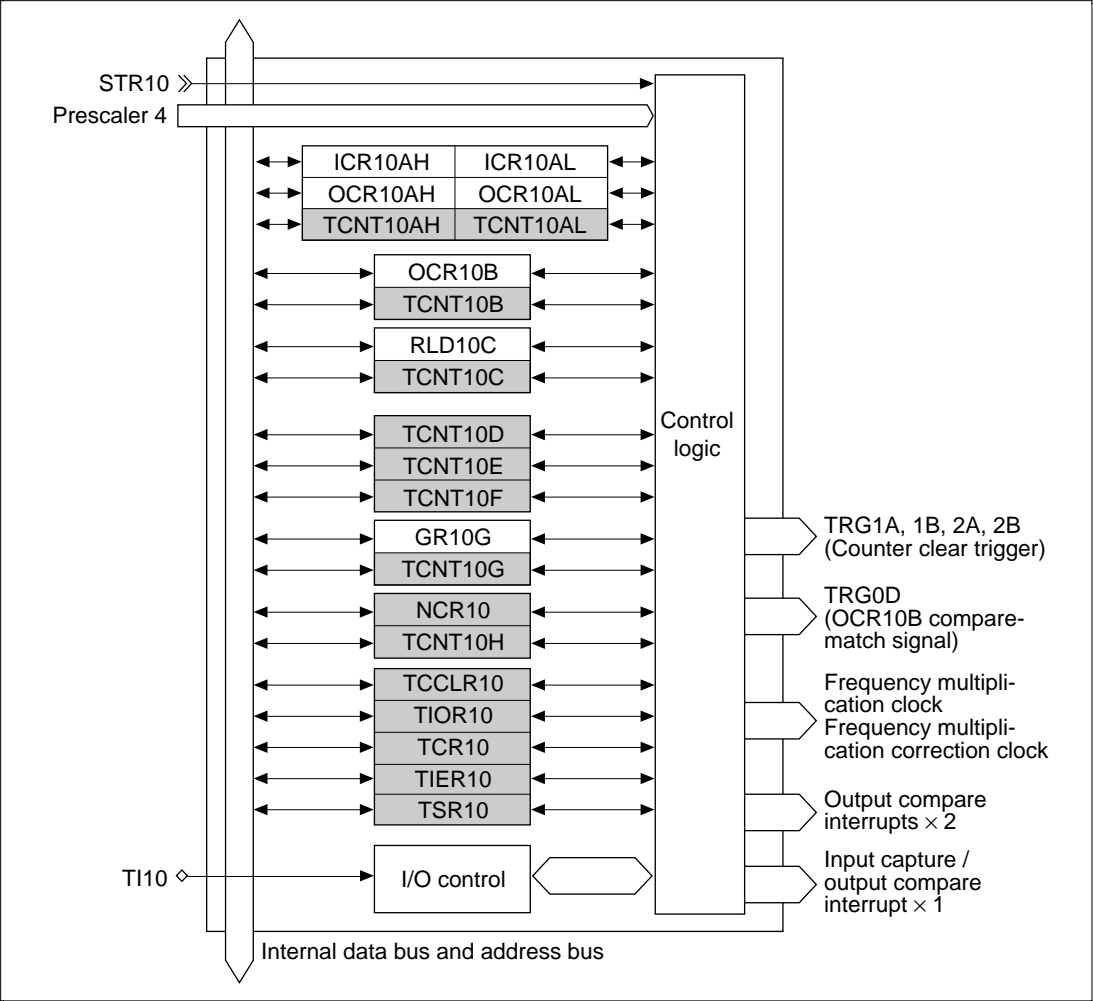 STR10
Prescaler 4
ICR10AH ICR10AL
OCR10AH OCR10AL
TCNT10AH TCNT10AL
OCR10B
TCNT10B
RLD10C
TCNT10C
TCNT10D
TCNT10E
TCNT10F
GR10G
TCNT10G
NCR10
TCNT10H
TCCLR10
TIOR10
TCR10
TIER10
TSR10
TI10
I/O control
Control
logic
TRG1A, 1B, 2A, 2B
(Counter clear trigger)
TRG0D
(OCR10B compare-
match signal)
Frequency multipli-
cation clock
Frequency multipli-
cation correction clock
Output compare
interrupts × 2
Input capture /
output compare
interrupt × 1
Internal data bus and address bus